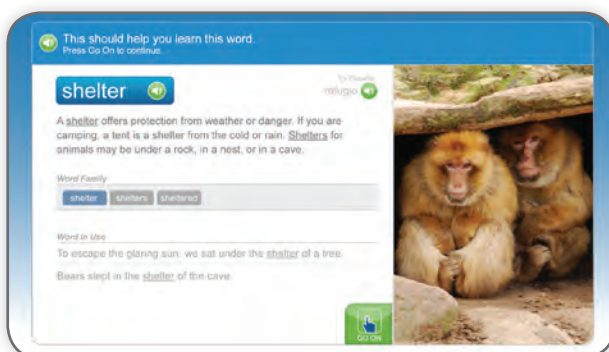 This should help you learn this word.
Press Go On to continue.
shelter
refugio
A shelter offers protection from weather or danger. If you are
camping, a tent is a shelter from the cold or rain. Shelters for
animals may be under a rock, in a nest, or in a cave.
Word Family
shelter shelters sheltered
Word in Use
To escape the glaring sun, we sat under the shelter of a tree.
Bears slept in the shelter of the cave.
GO ON